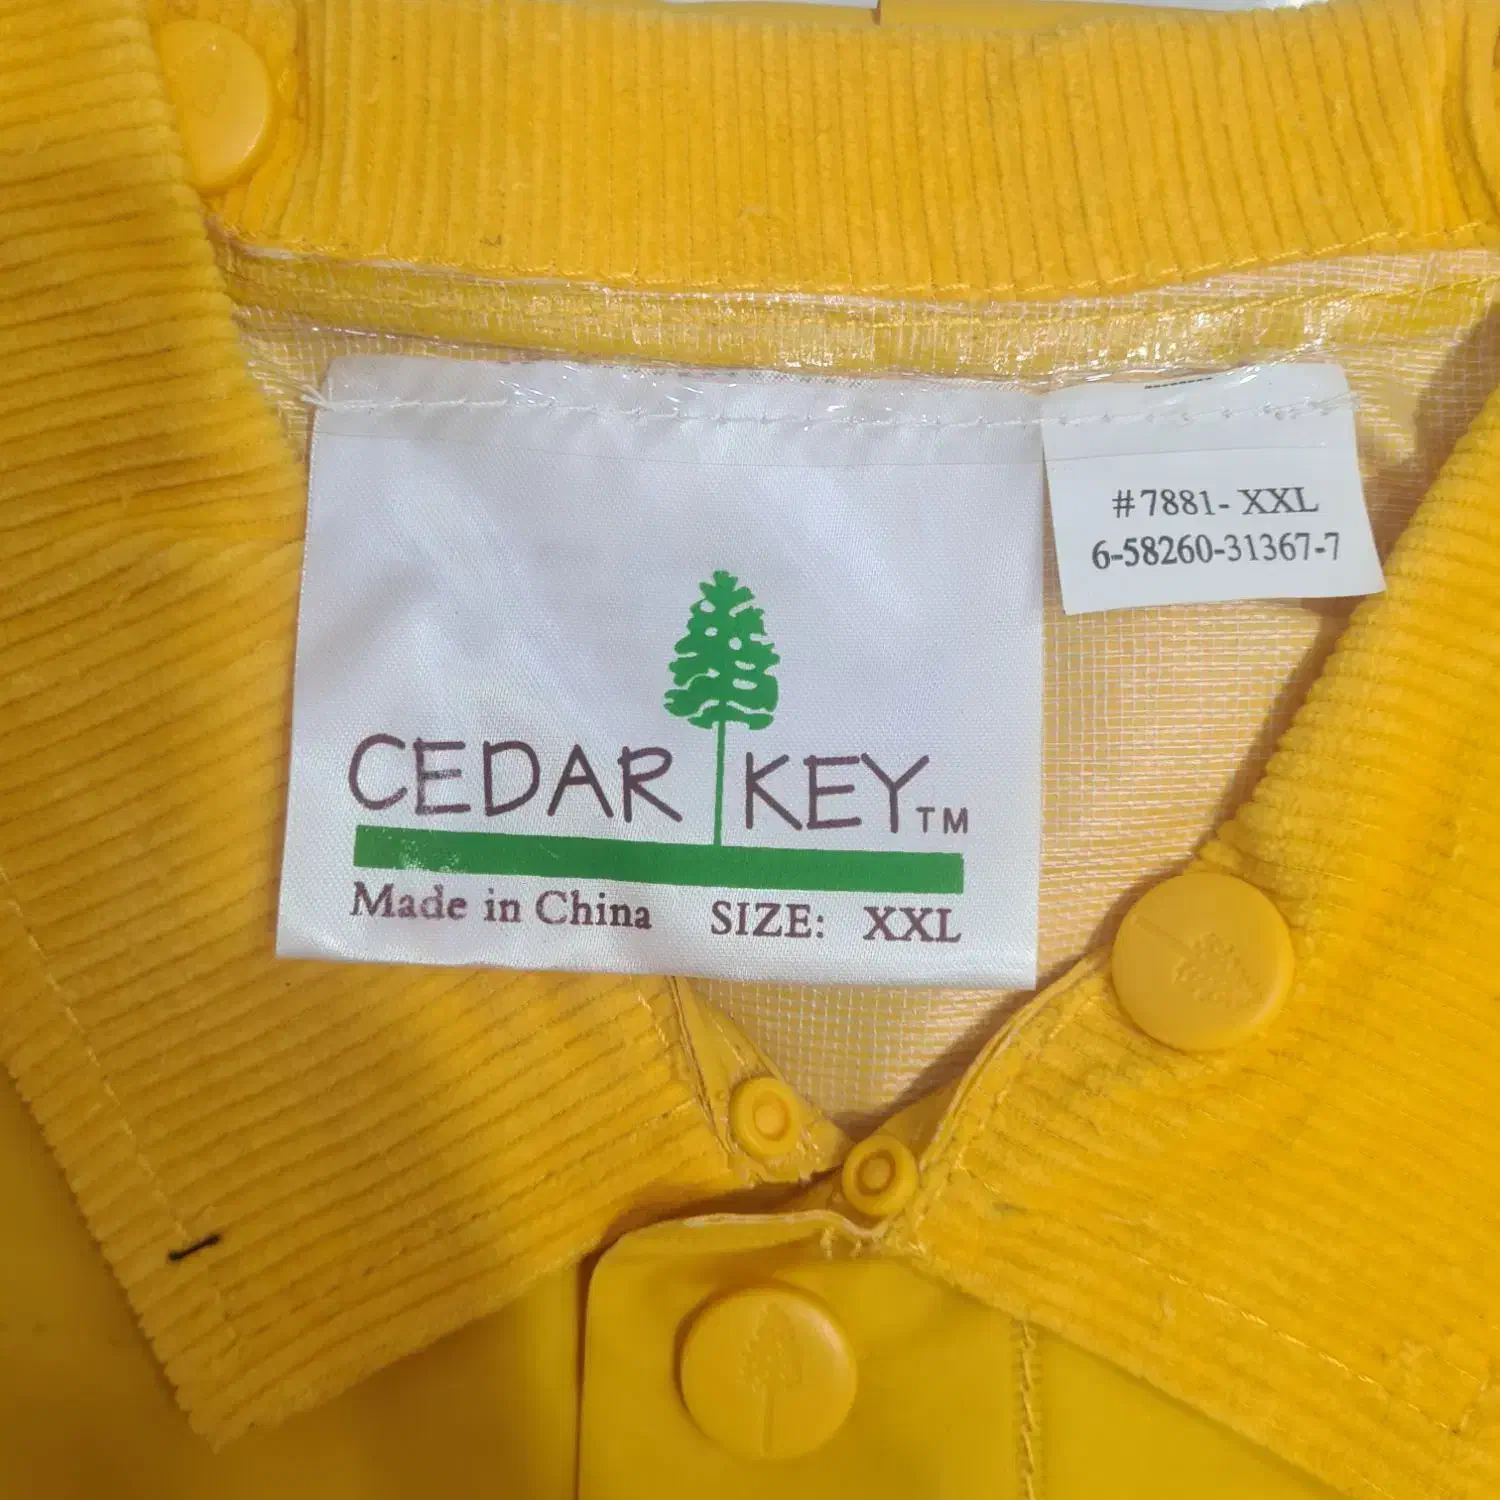 #7881- XXL
6-58260-31367-7
CEDAR KEY TM
Made in China SIZE: XXL